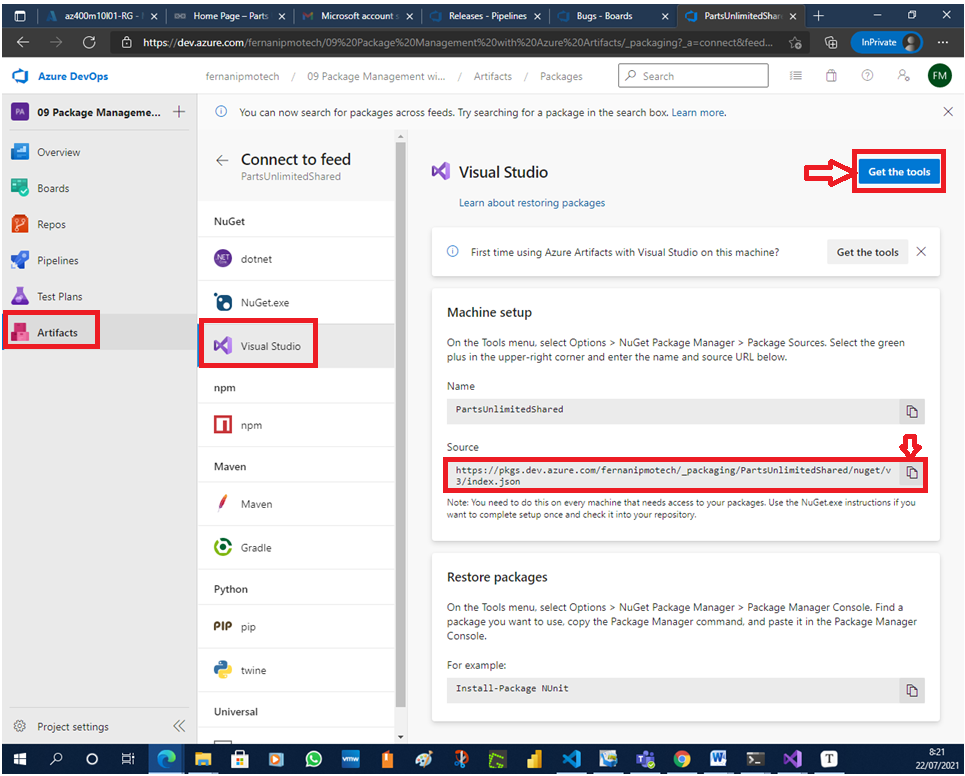 az400m10l01-RG -
Home Page – Parts
Microsoft account s
Releases - Pipelines
Bugs - Boards
PartsUnlimitedShar
https://dev.azure.com/fernanipmotech/09%20Package%20Management%20with%20Azure%20Artifacts/_packaging?_a=connect&feed...
InPrivate
Azure DevOps
fernanipmotech / 09 Package Management wi... / Artifacts / Packages
Search
FM
PA
09 Package Manageme...
Overview
Boards
Repos
Pipelines
Test Plans
Artifacts
Project settings
You can now search for packages across feeds. Try searching for a package in the search box. Learn more.
Connect to feed
PartsUnlimitedShared
NuGet
NET
dotnet
NuGet.exe
Visual Studio
npm
npm
Maven
Maven
Gradle
Python
PIP pip
twine
Universal
Visual Studio
Get the tools
Learn about restoring packages
First time using Azure Artifacts with Visual Studio on this machine?
Get the tools
Machine setup
On the Tools menu, select Options > NuGet Package Manager > Package Sources. Select the green
plus in the upper-right corner and enter the name and source URL below.
Name
PartsUnlimitedShared
Source
https://pkgs.dev.azure.com/fernanipmotech/_packaging/PartsUnlimitedShared/nuget/v
3/index.json
Note: You need to do this on every machine that needs access to your packages. Use the NuGet.exe instructions if you
want to complete setup once and check it into your repository.
Restore packages
On the Tools menu, select Options > NuGet Package Manager > Package Manager Console. Find a
package you want to use, copy the Package Manager command, and paste it in the Package Manager
Console.
For example:
Install-Package NUnit
vmw
W
T
8:21
22/07/2021